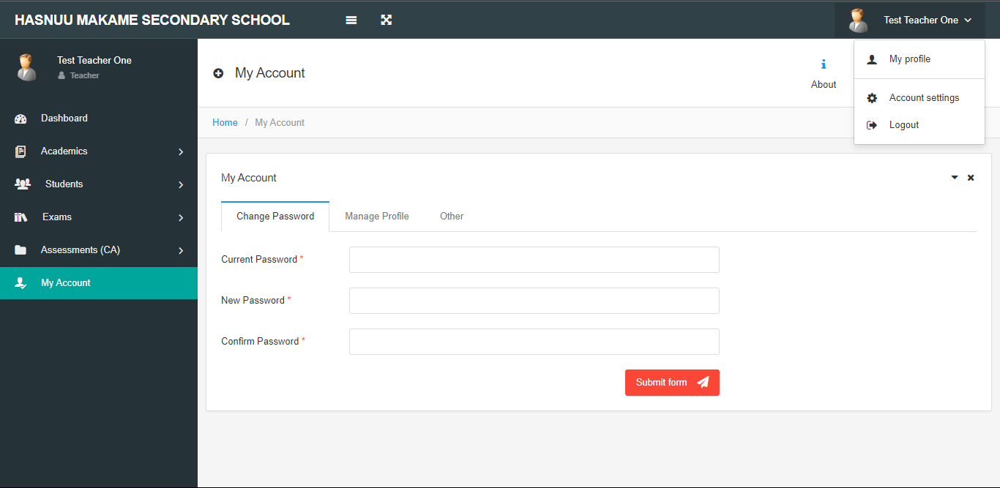 HASNUU MAKAME SECONDARY SCHOOL
Test Teacher One
Test Teacher One
Teacher
Dashboard
Academics
Students
Exams
Assessments (CA)
My Account
My Account
About
My profile
Account settings
Logout
Home / My Account
My Account
Change Password Manage Profile Other
Current Password *
New Password *
Confirm Password *
Submit form